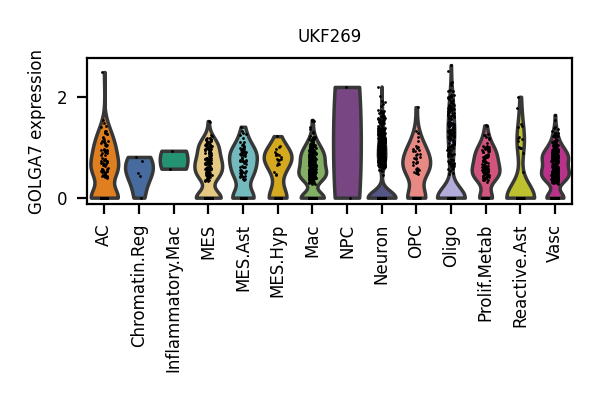 UKF269
GOLGA7 expression
2
0
AC
Chromatin.Reg
Inflammatory.Mac
MES
MES.Ast
MES.Hyp
Mac
NPC
Neuron
OPC
Oligo
Prolif.Metab
Reactive.Ast
Vasc